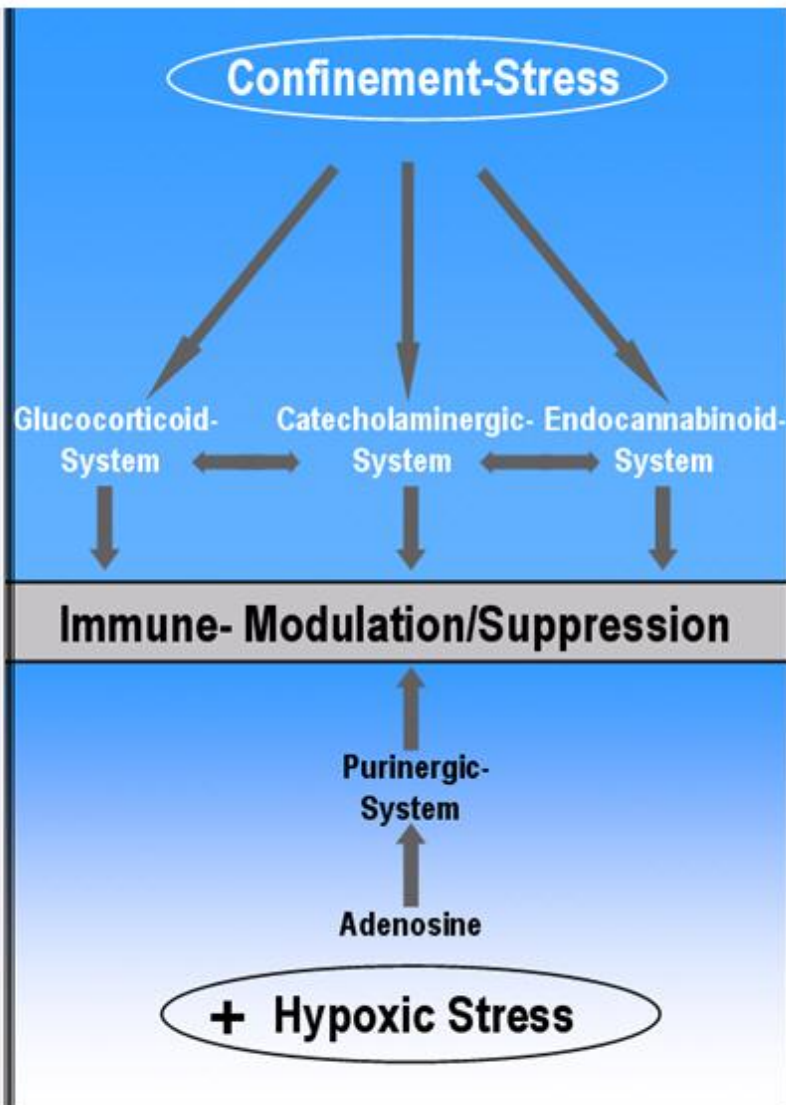 Confinement-Stress
Glucocorticoid-
System
Catecholaminergic-
System
Endocannabinoid-
System
Immune- Modulation/Suppression
Purinergic-
System
Adenosine
+ Hypoxic Stress